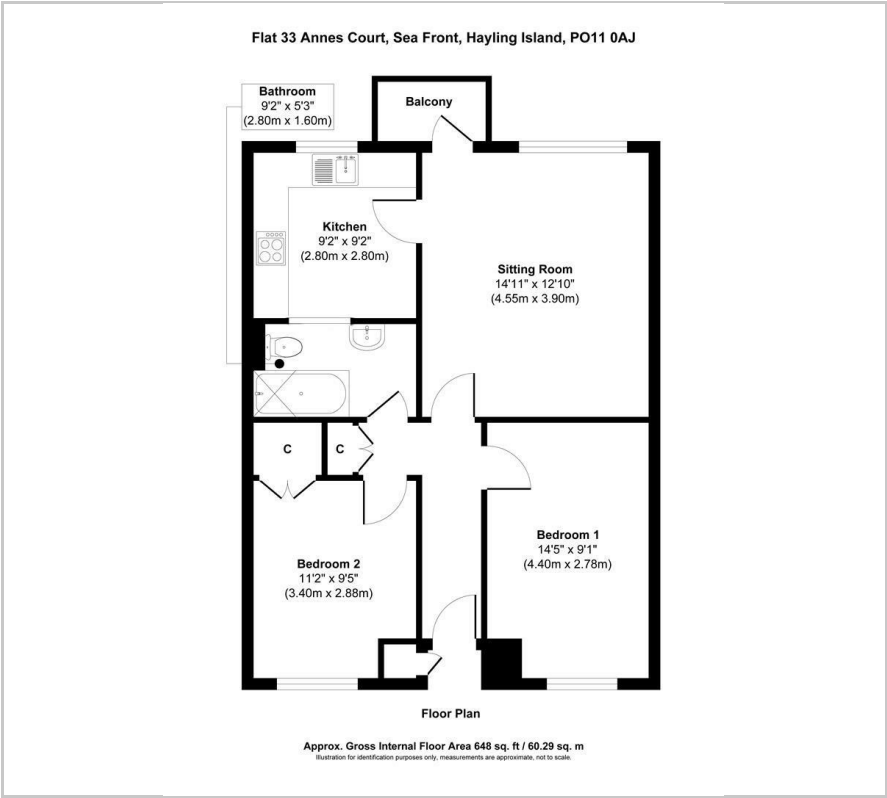 Flat 33 Annes Court, Sea Front, Hayling Island, PO11 0AJ
Bathroom
9'2" x 5'3"
(2.80m x 1.60m)
Balcony
Kitchen
9'2" x 9'2"
(2.80m x 2.80m)
Sitting Room
14'11" x 12'10"
(4.55m x 3.90m)
C
C
Bedroom 1
14'5" x 9'1"
(4.40m x 2.78m)
Bedroom 2
11'2" x 9'5"
(3.40m x 2.88m)
Floor Plan
Approx. Gross Internal Floor Area 648 sq. ft / 60.29 sq. m
Illustration for identification purposes only, measurements are approximate, not to scale.